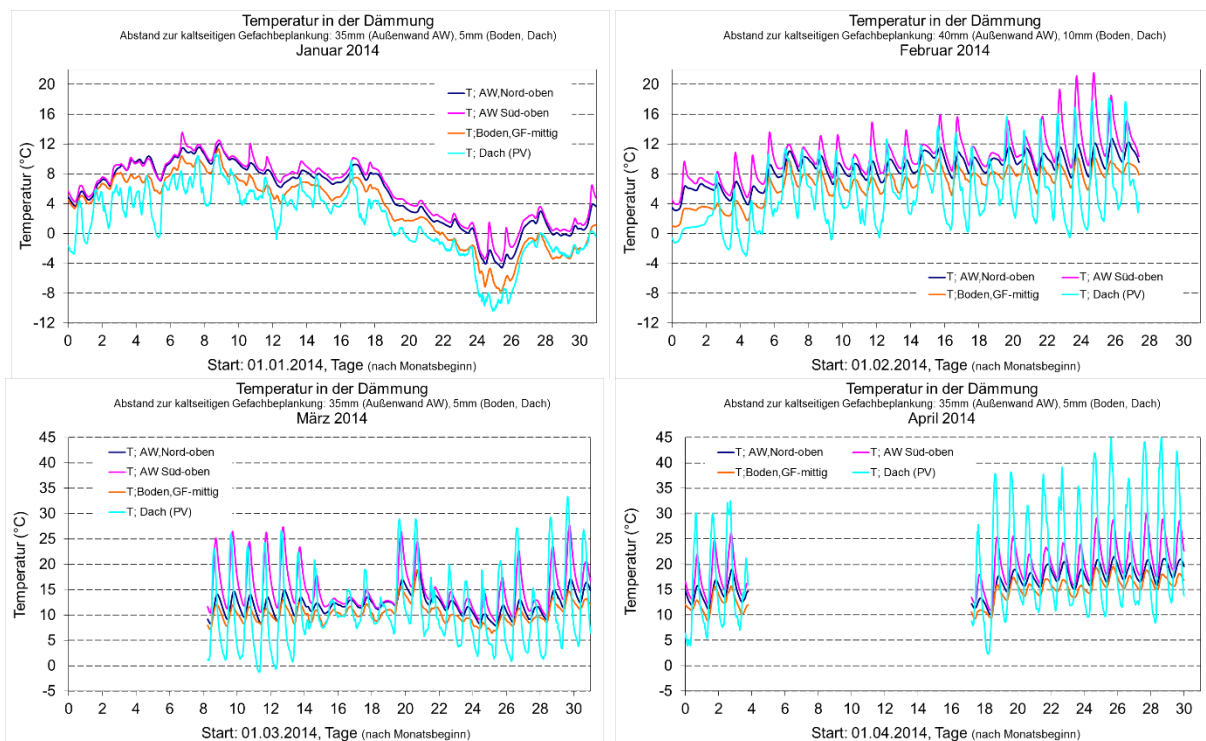 Temperatur in der Dämmung
Abstand zur kaltseitigen Gefachbeplankung: 35mm (Außenwand AW), 5mm (Boden, Dach)
Januar 2014
Temperatur (°C)
20
16
12
8
4
0
-4
-8
-12
T; AW,Nord-oben
T; AW Süd-oben
T;Boden,GF-mittig
T; Dach (PV)
0 2 4 6 8 10 12 14 16 18 20 22 24 26 28 30
Start: 01.01.2014, Tage (nach Monatsbeginn)
Temperatur in der Dämmung
Abstand zur kaltseitigen Gefachbeplankung: 40mm (Außenwand AW), 10mm (Boden, Dach)
Februar 2014
Temperatur (°C)
20
16
12
8
4
0
-4
-8
-12
T; AW,Nord-oben T; AW Süd-oben
T;Boden,GF-mittig T; Dach (PV)
0 2 4 6 8 10 12 14 16 18 20 22 24 26 28 30
Start: 01.02.2014, Tage (nach Monatsbeginn)
Temperatur in der Dämmung
Abstand zur kaltseitigen Gefachbeplankung: 35mm (Außenwand AW), 5mm (Boden, Dach)
März 2014
Temperatur (°C)
45
40
35
30
25
20
15
10
5
0
-5
T; AW,Nord-oben
T; AW Süd-oben
T;Boden,GF-mittig
T; Dach (PV)
0 2 4 6 8 10 12 14 16 18 20 22 24 26 28 30
Start: 01.03.2014, Tage (nach Monatsbeginn)
Temperatur in der Dämmung
Abstand zur kaltseitigen Gefachbeplankung: 35mm (Außenwand AW), 5mm (Boden, Dach)
April 2014
Temperatur (°C)
45
40
35
30
25
20
15
10
5
0
-5
T; AW,Nord-oben T; AW Süd-oben
T;Boden,GF-mittig T; Dach (PV)
0 2 4 6 8 10 12 14 16 18 20 22 24 26 28 30
Start: 01.04.2014, Tage (nach Monatsbeginn)